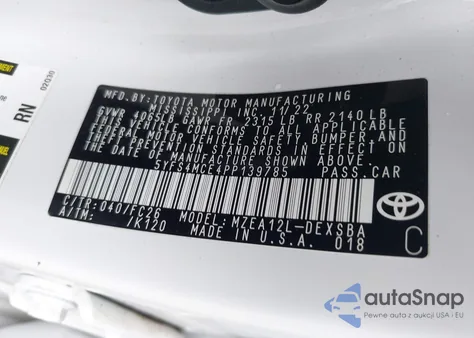 MFD.BY:TOYOTA MOTOR MANUFACTURING
MISSISSIPPI INC. 11/22
GVWR 4065LB GAWR FR 2315 LB RR 2140 LB
THIS VEHICLE CONFORMS TO ALL APPLICABLE
FEDERAL MOTOR VEHICLE SAFETY, BUMPER, AND
THEFT PREVENTION STANDARDS IN EFFECT ON
THE DATE OF MANUFACTURE SHOWN ABOVE.
5YFS4MCE4PP139785 PASS.CAR
C/TR:040/FC26 MODEL:MZEA12L-DEXSBA
A/TM: /K120 MADE IN U.S.A. 018
C
02030
RN
autoSnap
Pewne auta z aukcji USA i EU